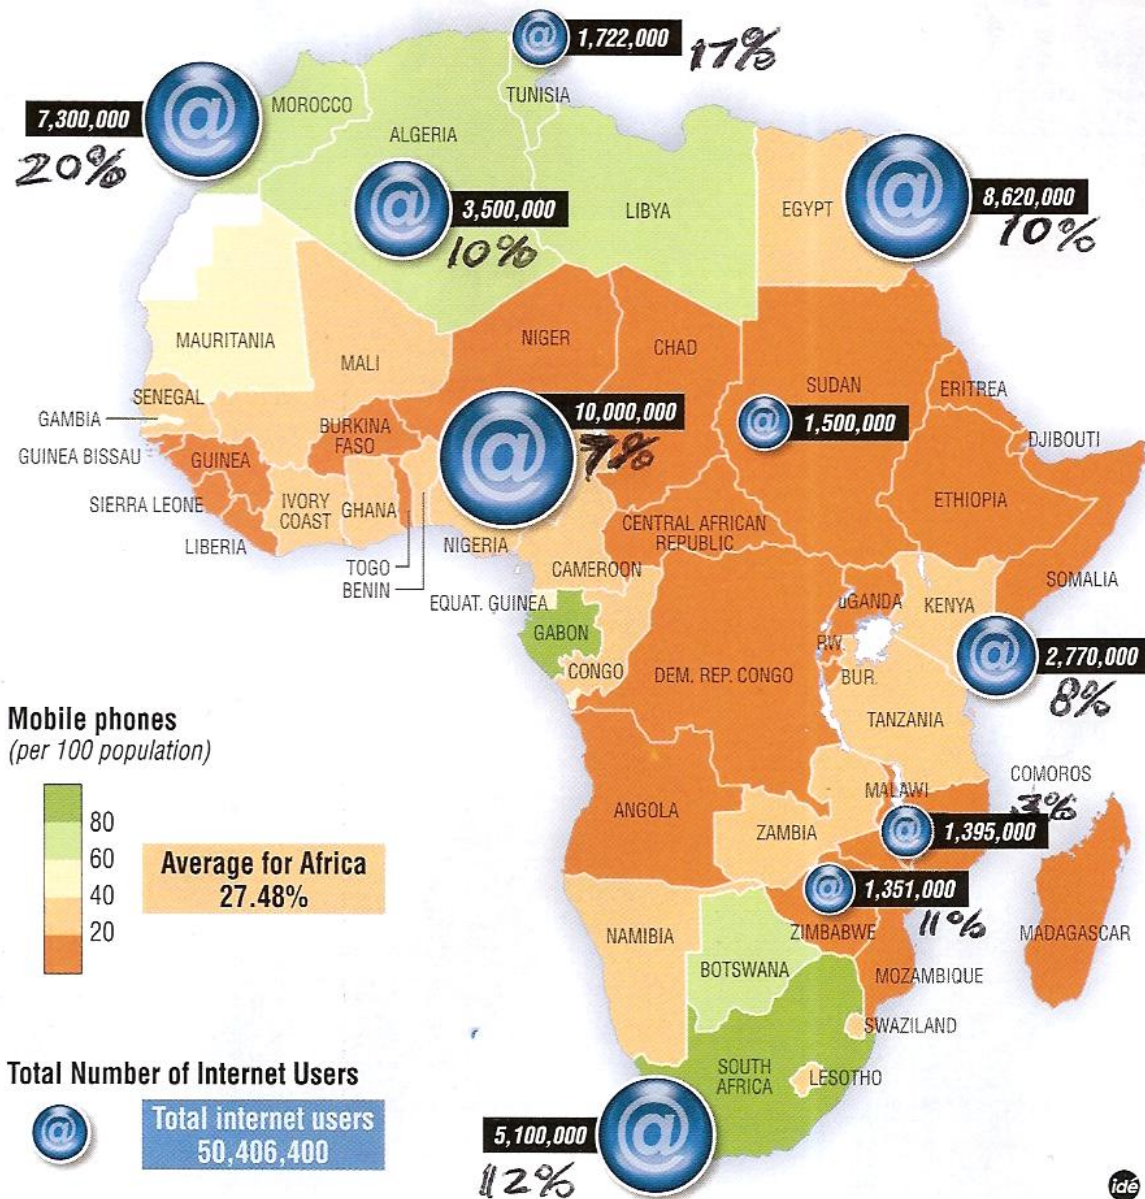 1,722,000
17%
7,300,000
20%
MOROCCO
TUNISIA
ALGERIA
3,500,000
10%
LIBYA
EGYPT
8,620,000
10%
MAURITANIA
MALI
NIGER
CHAD
SUDAN
ERITREA
SENEGAL
GAMBIA
GUINEA BISSAU
GUINEA
BURKINA
FASO
10,000,000
7%
1,500,000
DJIBOUTI
SIERRA LEONE
IVORY
COAST
GHANA
LIBERIA
NIGERIA
TOGO
BENIN
CENTRAL AFRICAN
REPUBLIC
ETHIOPIA
CAMEROON
SOMALIA
EQUAT. GUINEA
UGANDA
KENYA
GABON
CONGO
DEM. REP. CONGO
RW.
BUR.
2,770,000
8%
TANZANIA
Mobile phones
(per 100 population)
80
60
40
20
Average for Africa
27.48%
COMOROS
3%
MALAWI
ANGOLA
ZAMBIA
1,395,000
1,351,000
11%
ZIMBABWE
NAMIBIA
BOTSWANA
MOZAMBIQUE
MADAGASCAR
SWAZILAND
SOUTH
AFRICA
LESOTHO
Total Number of Internet Users
@
Total internet users
50,406,400
5,100,000
12%
idé